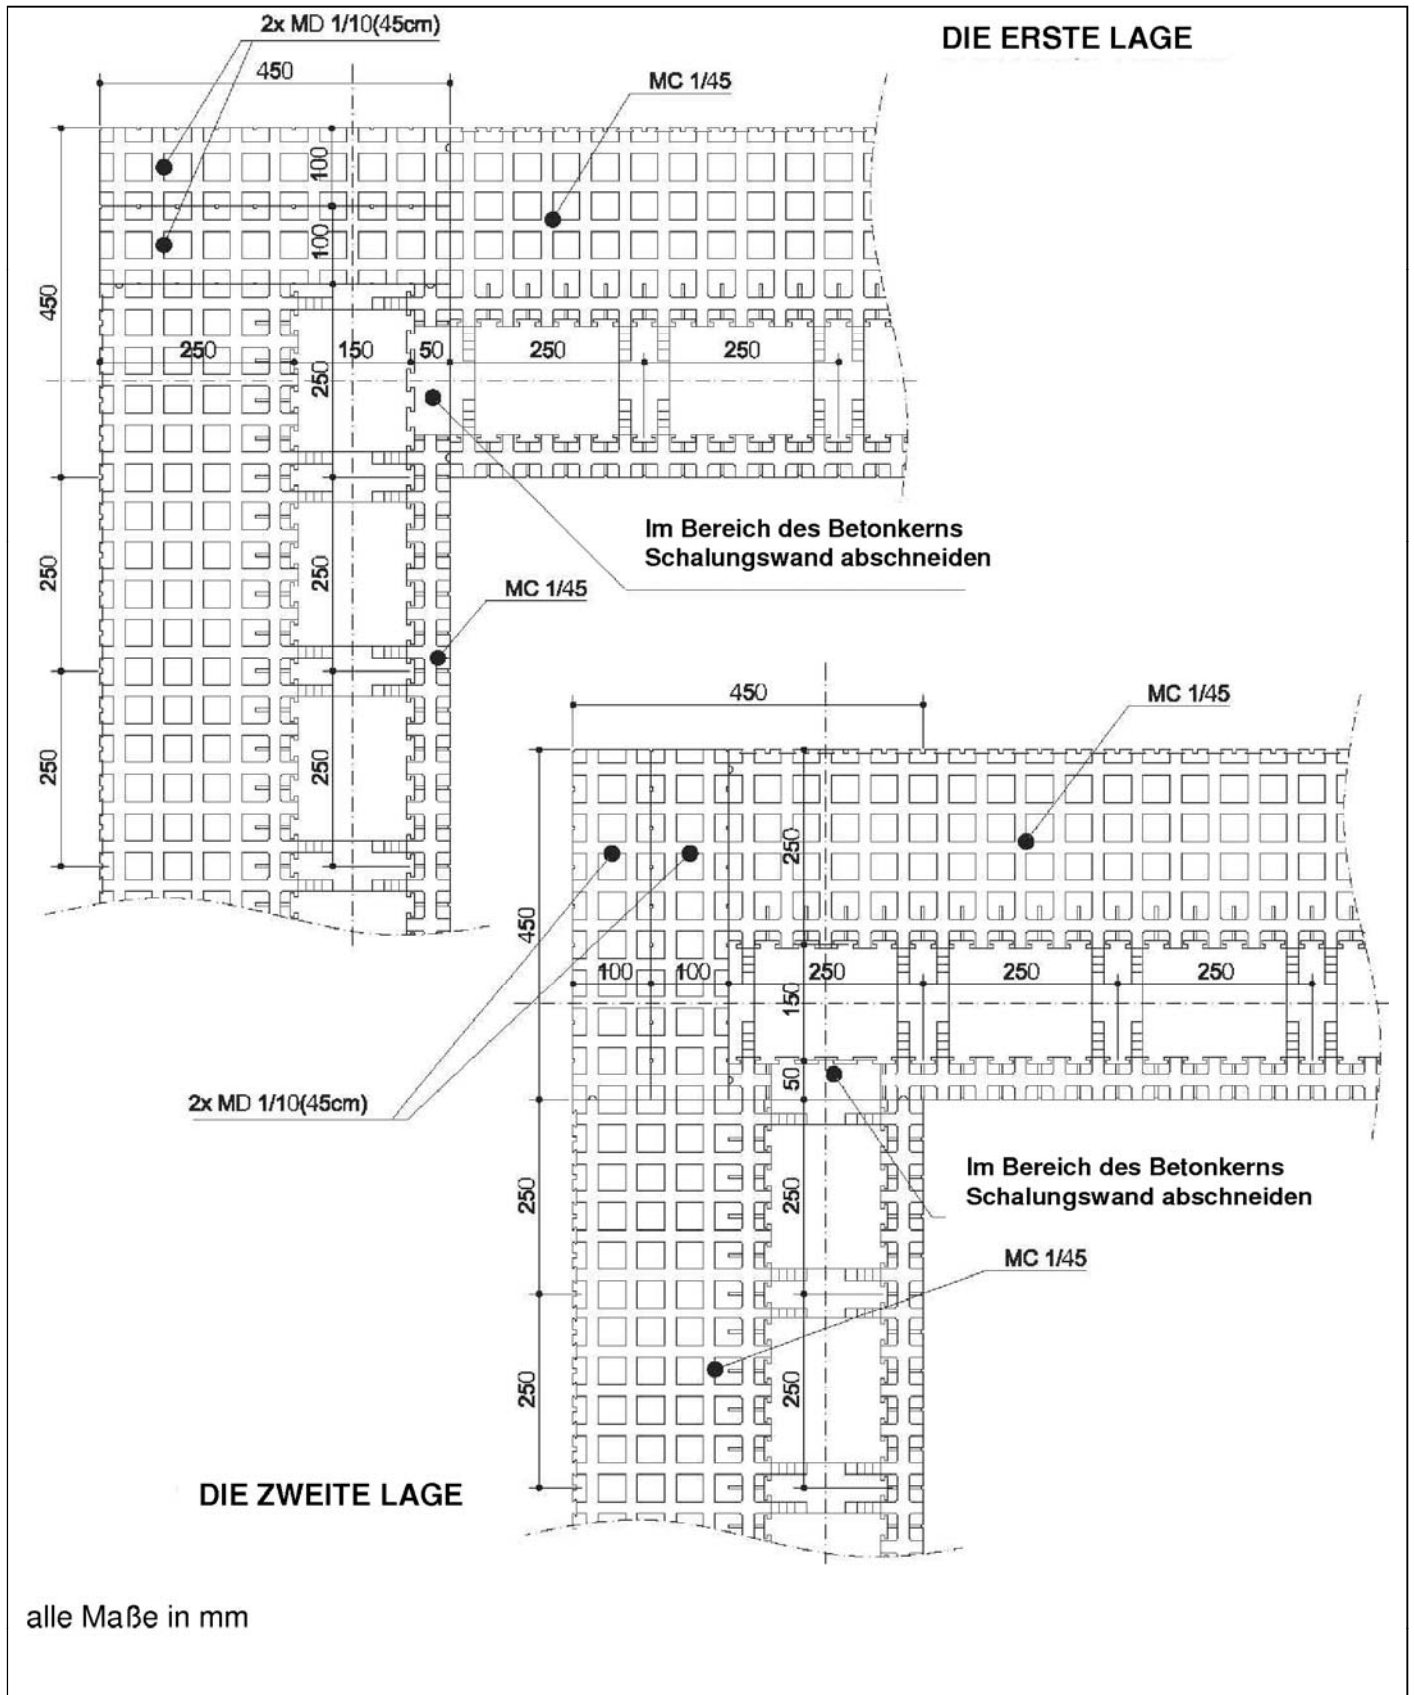 2x MD 1/10(45cm)
DIE ERSTE LAGE
450
MC 1/45
100
100
450
250
150
50
250
250
250
Im Bereich des Betonkerns
Schalungswand abschneiden
250
250
MC 1/45
250
250
450
MC 1/45
250
450
100
100
250
250
250
150
50
2x MD 1/10(45cm)
Im Bereich des Betonkerns
Schalungswand abschneiden
250
250
MC 1/45
250
250
DIE ZWEITE LAGE
alle Maße in mm